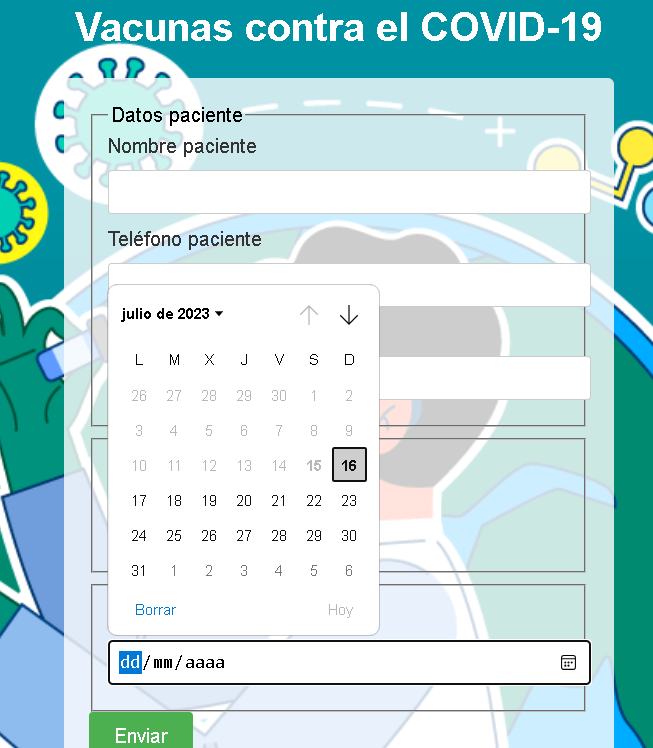 Vacunas contra el COVID-19
Datos paciente
Nombre paciente
Teléfono paciente
julio de 2023
L M X J V S D
26 27 28 29 30 1 2
3 4 5 6 7 8 9
10 11 12 13 14 15 16
17 18 19 20 21 22 23
24 25 26 27 28 29 30
31 1 2 3 4 5 6
Borrar Hoy
dd/mm/aaaa
Enviar